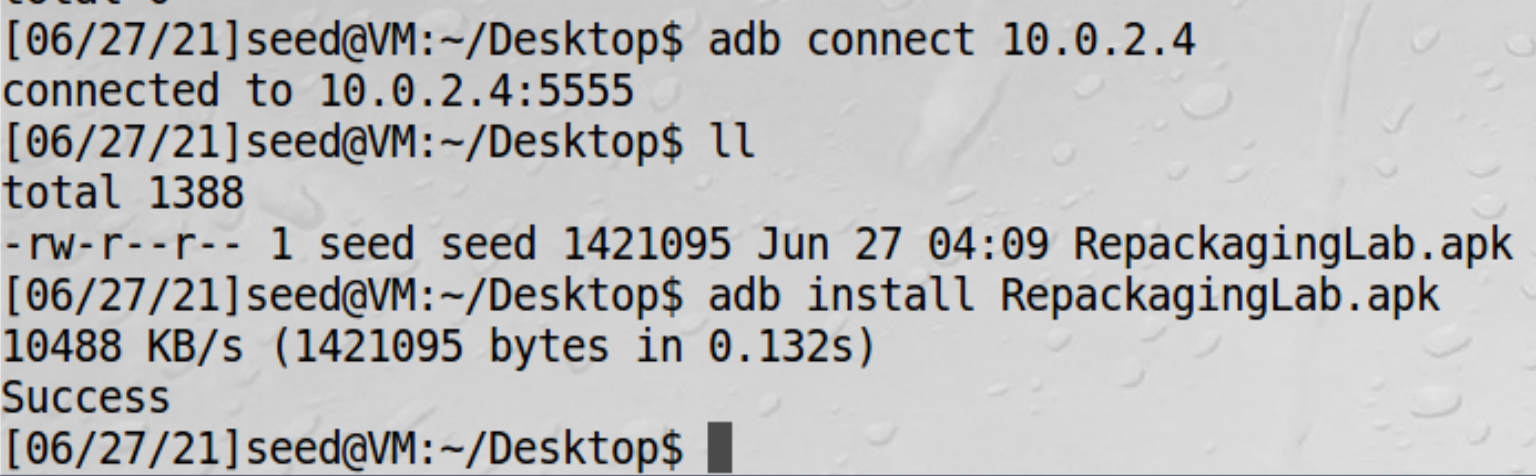 total 0
[06/27/21]seed@VM:~/Desktop$ adb connect 10.0.2.4
connected to 10.0.2.4:5555
[06/27/21]seed@VM:~/Desktop$ ll
total 1388
-rw-r--r-- 1 seed seed 1421095 Jun 27 04:09 RepackagingLab.apk
[06/27/21]seed@VM:~/Desktop$ adb install RepackagingLab.apk
10488 KB/s (1421095 bytes in 0.132s)
Success
[06/27/21]seed@VM:~/Desktop$